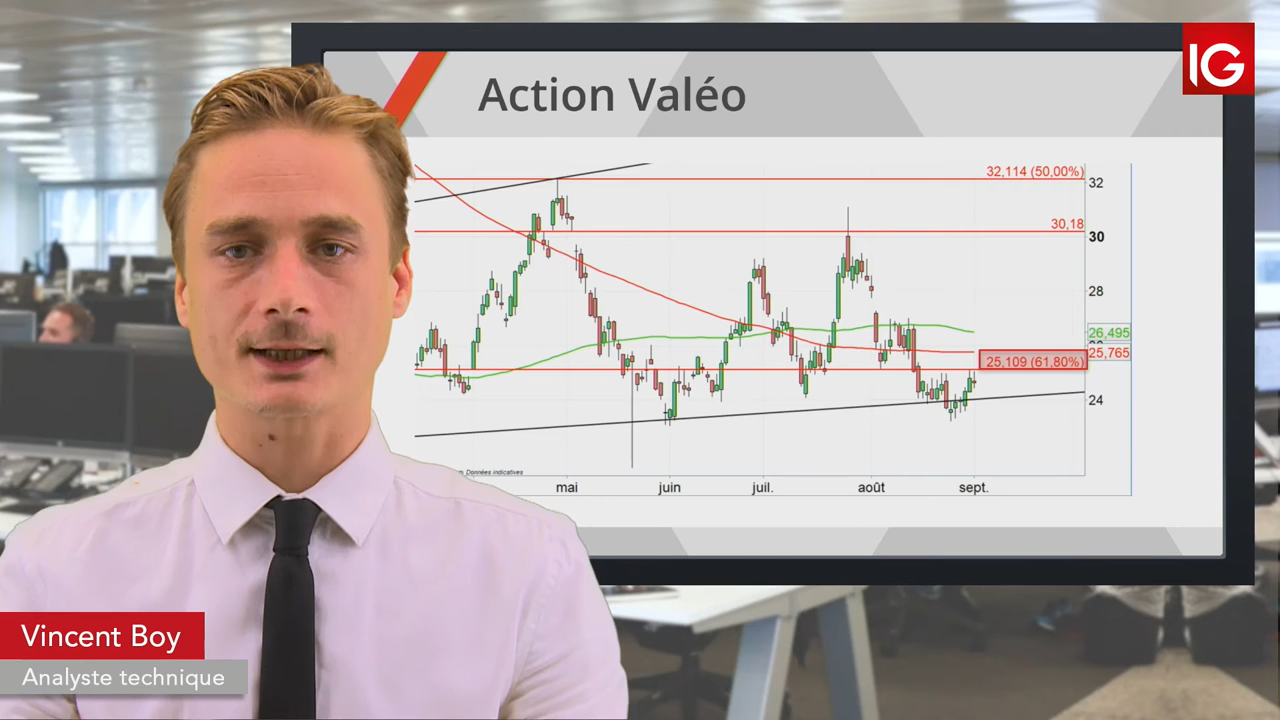 IG
Action Valéo
32,114 (50,00%)
32
30,18
30
28
26,495
25,765
25,109 (61,80%)
24
Données indicatives
mai
juin
juil.
août
sept.
Vincent Boy
Analyste technique